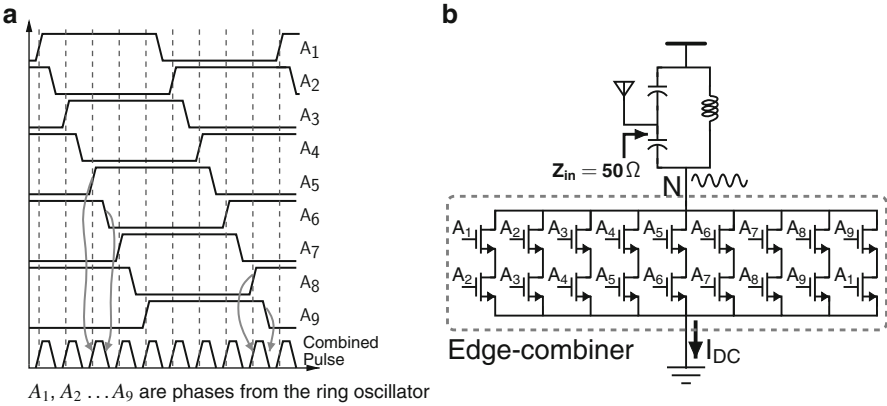 a
A1
A2
A3
A4
A5
A6
A7
A8
A9
Combined
Pulse
A1, A2 ...A9 are phases from the ring oscillator
b
Zin = 50 Ω
N
A1 A2 A3 A4 A5 A6 A7 A8 A9
A2 A3 A4 A5 A6 A7 A8 A9 A1
Edge-combiner
IDC